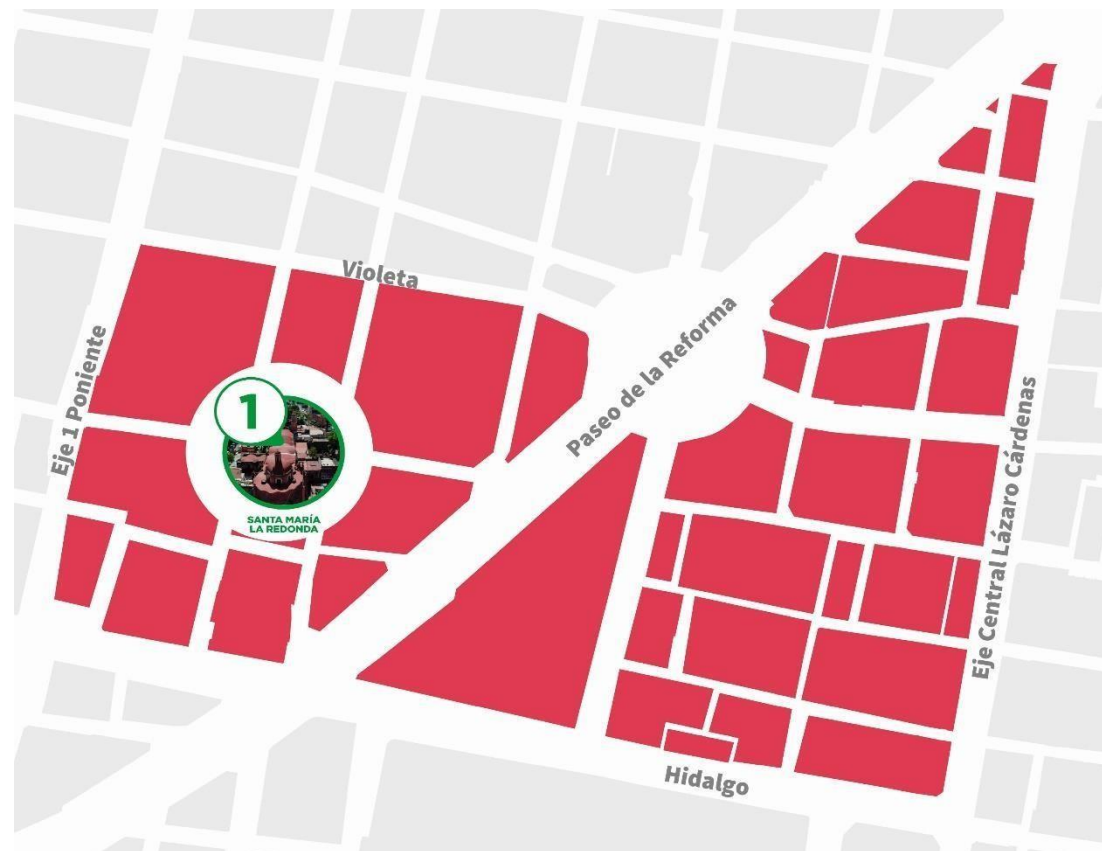 Violeta
Paseo de la Reforma
Eje 1 Poniente
1
SANTA MARÍA
LA REDONDA
Eje Central Lázaro Cárdenas
Hidalgo